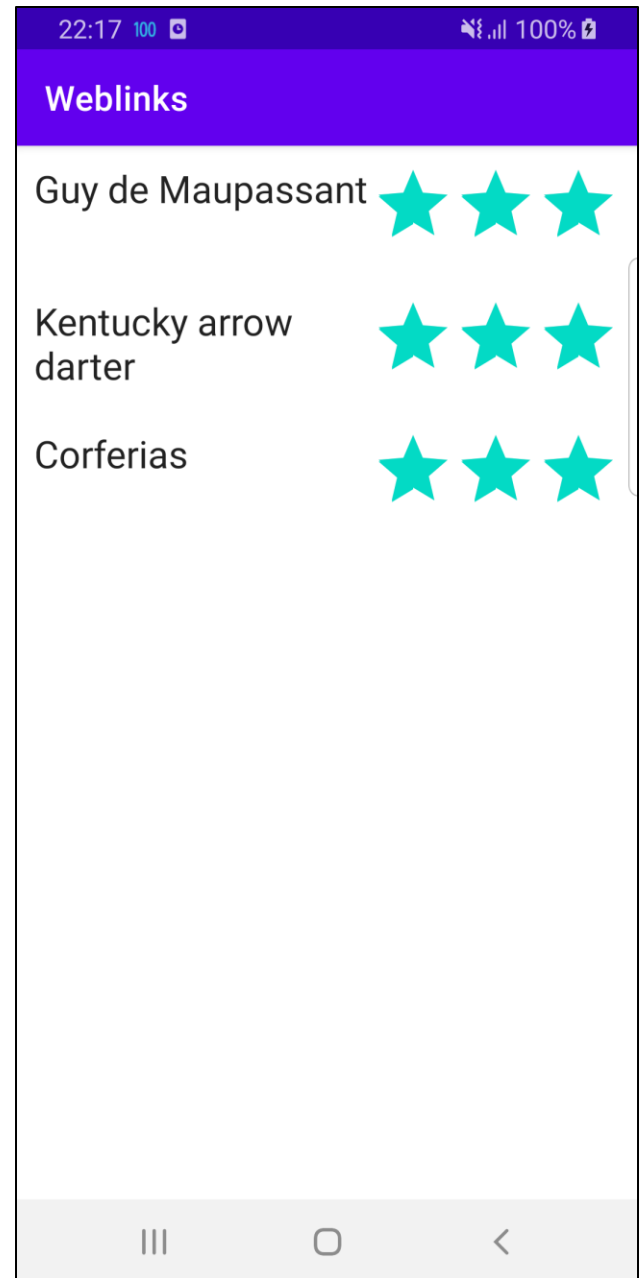 22:17 100 100%
Weblinks
Guy de Maupassant
Kentucky arrow
darter
Corferias